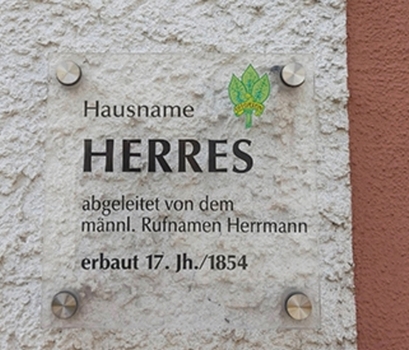 Hausname
HERRES
abgeleitet von dem
männl. Rufnamen Herrmann
erbaut 17. Jh./1854